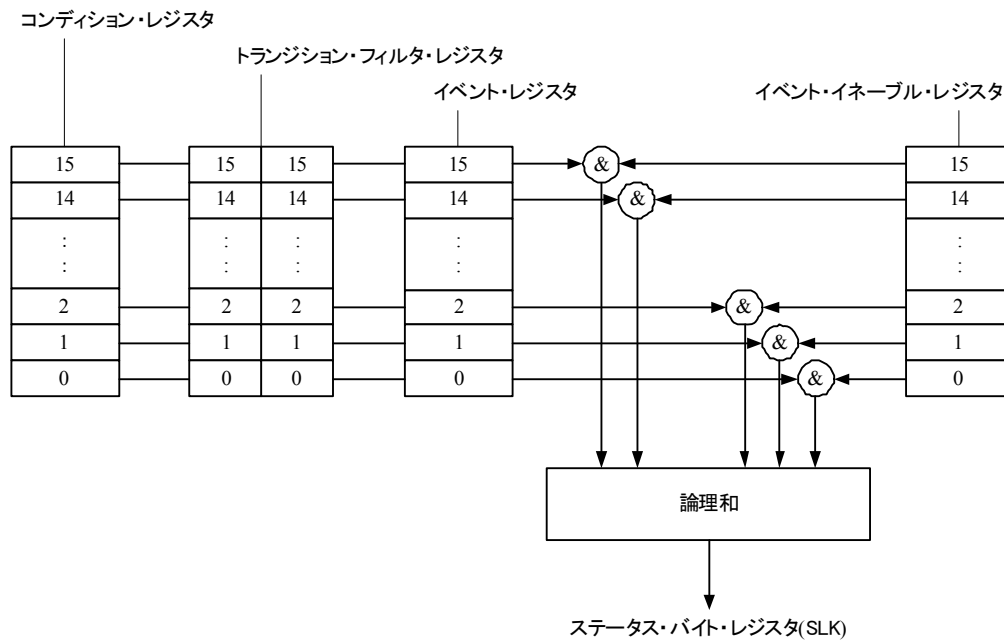 コンディション・レジスタ
トランジション・フィルタ・レジスタ
イベント・レジスタ
イベント・イネーブル・レジスタ
15 15 15 15 & 15
14 14 14 14 & 14
: : : : :
: : : : :
2 2 2 2 & 2
1 1 1 1 & 1
0 0 0 0 & 0
論理和
ステータス・バイト・レジスタ(SLK)